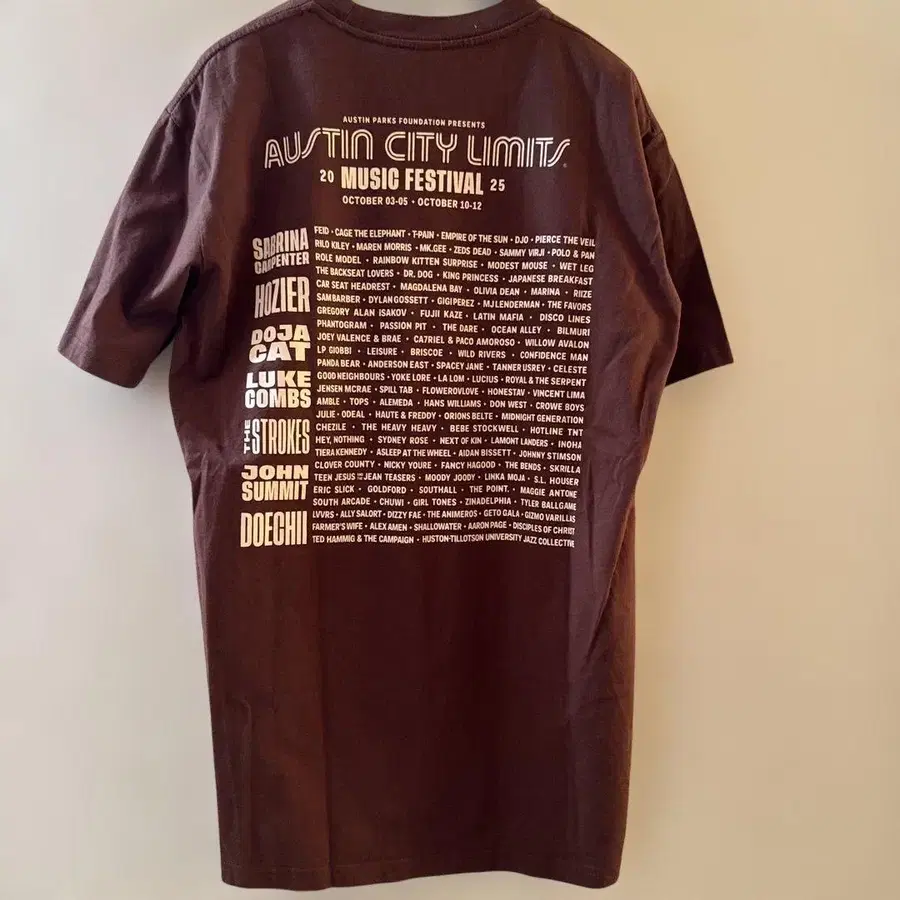 AUSTIN PARKS FOUNDATION PRESENTS
AUSTIN CITY LIMITS
20 MUSIC FESTIVAL 25
OCTOBER 03-05 • OCTOBER 10-12
SABRINA
CARPENTER
HOZIER
DOJA
CAT
LUKE
COMBS
THE STROKES
JOHN
SUMMIT
DOECHII
FEID • CAGE THE ELEPHANT • T-PAIN • EMPIRE OF THE SUN • DJO • PIERCE THE VEIL
RILO KILEY • MAREN MORRIS • MK.GEE • ZEDS DEAD • SAMMY VIRJI • POLO & PAN
ROLE MODEL • RAINBOW KITTEN SURPRISE • MODEST MOUSE • WET LEG
THE BACKSEAT LOVERS • DR. DOG • KING PRINCESS • JAPANESE BREAKFAST
CAR SEAT HEADREST • MAGDALENA BAY • OLIVIA DEAN • MARINA • RIIZE
SAM BARBER • DYLAN GOSSETT • GIGI PEREZ • MJ LENDERMAN • THE FAVORS
GREGORY ALAN ISAKOV • FUJII KAZE • LATIN MAFIA • DISCO LINES
PHANTOGRAM • PASSION PIT • THE DARE • OCEAN ALLEY • BILMURI
JOEY VALENCE & BRAE • CATRIEL & PACO AMOROSO • WILLOW AVALON
LP GIOBBI • LEISURE • BRISCOE • WILD RIVERS • CONFIDENCE MAN
PANDA BEAR • ANDERSON EAST • SPACEY JANE • TANNER USREY • CELESTE
GOOD NEIGHBOURS • YOKE LORE • LA LOM • LUCIUS • ROYAL & THE SERPENT
JENSEN MCRAE • SPILL TAB • FLOWEROVLOVE • HONESTAV • VINCENT LIMA
AMBLE • TOPS • ALEMEDA • HANS WILLIAMS • DON WEST • CROWE BOYS
JULIE • ODEAL • HAUTE & FREDDY • ORIONS BELTE • MIDNIGHT GENERATION
CHEZILE • THE HEAVY HEAVY • BEBE STOCKWELL • HOTLINE TNT
HEY, NOTHING • SYDNEY ROSE • NEXT OF KIN • LAMONT LANDERS • INOHA
TIERA KENNEDY • ASLEEP AT THE WHEEL • AIDAN BISSETT • JOHNNY STIMSON
CLOVER COUNTY • NICKY YOURE • FANCY HAGOOD • THE BENDS • SKRILLA
TEEN JESUS AND THE JEAN TEASERS • MOODY JOODY • LINKA MOJA • S.L. HOUSER
ERIC SLICK • GOLDFORD • SOUTHALL • THE POINT. • MAGGIE ANTONE
SOUTH ARCADE • CHUWI • GIRL TONES • ZINADELPHIA • TYLER BALLGAME
LVVRS • ALLY SALORT • DIZZY FAE • THE ANIMEROS • GETO GALA • GIZMO VARILLIS
FARMER'S WIFE • ALEX AMEN • SHALLOWATER • AARON PAGE • DISCIPLES OF CHRIST
TED HAMMIG & THE CAMPAIGN • HUSTON-TILLOTSON UNIVERSITY JAZZ COLLECTIVE